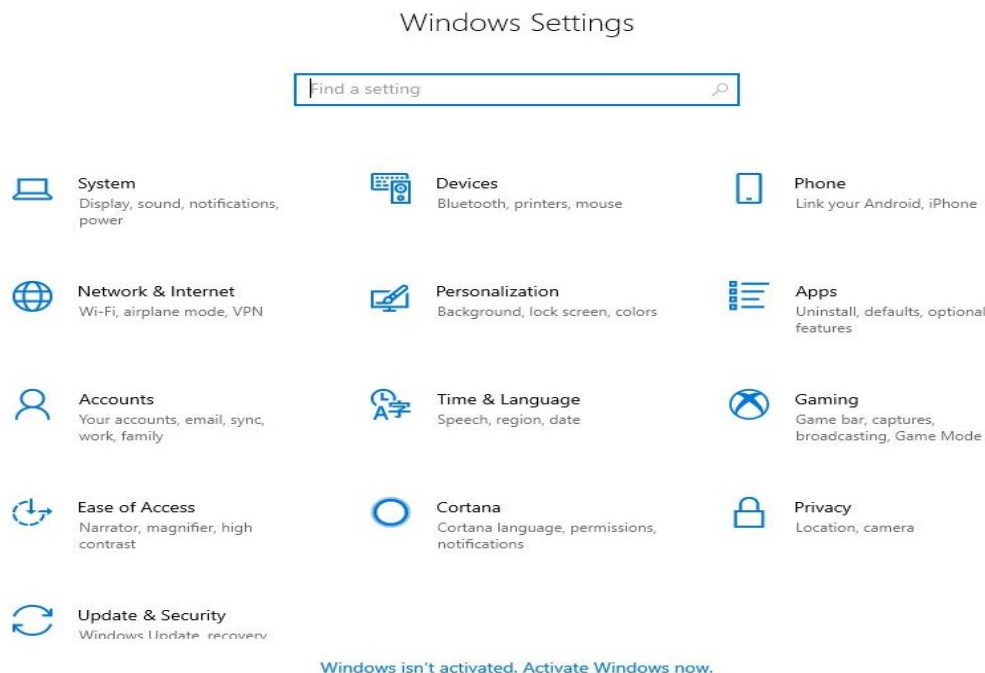 Windows Settings
Find a setting
System
Display, sound, notifications,
power
Devices
Bluetooth, printers, mouse
Phone
Link your Android, iPhone
Network & Internet
Wi-Fi, airplane mode, VPN
Personalization
Background, lock screen, colors
Apps
Uninstall, defaults, optional
features
Accounts
Your accounts, email, sync,
work, family
Time & Language
Speech, region, date
Gaming
Game bar, captures,
broadcasting, Game Mode
Ease of Access
Narrator, magnifier, high
contrast
Cortana
Cortana language, permissions,
notifications
Privacy
Location, camera
Update & Security
Windows Update, recovery
Windows isn't activated. Activate Windows now.